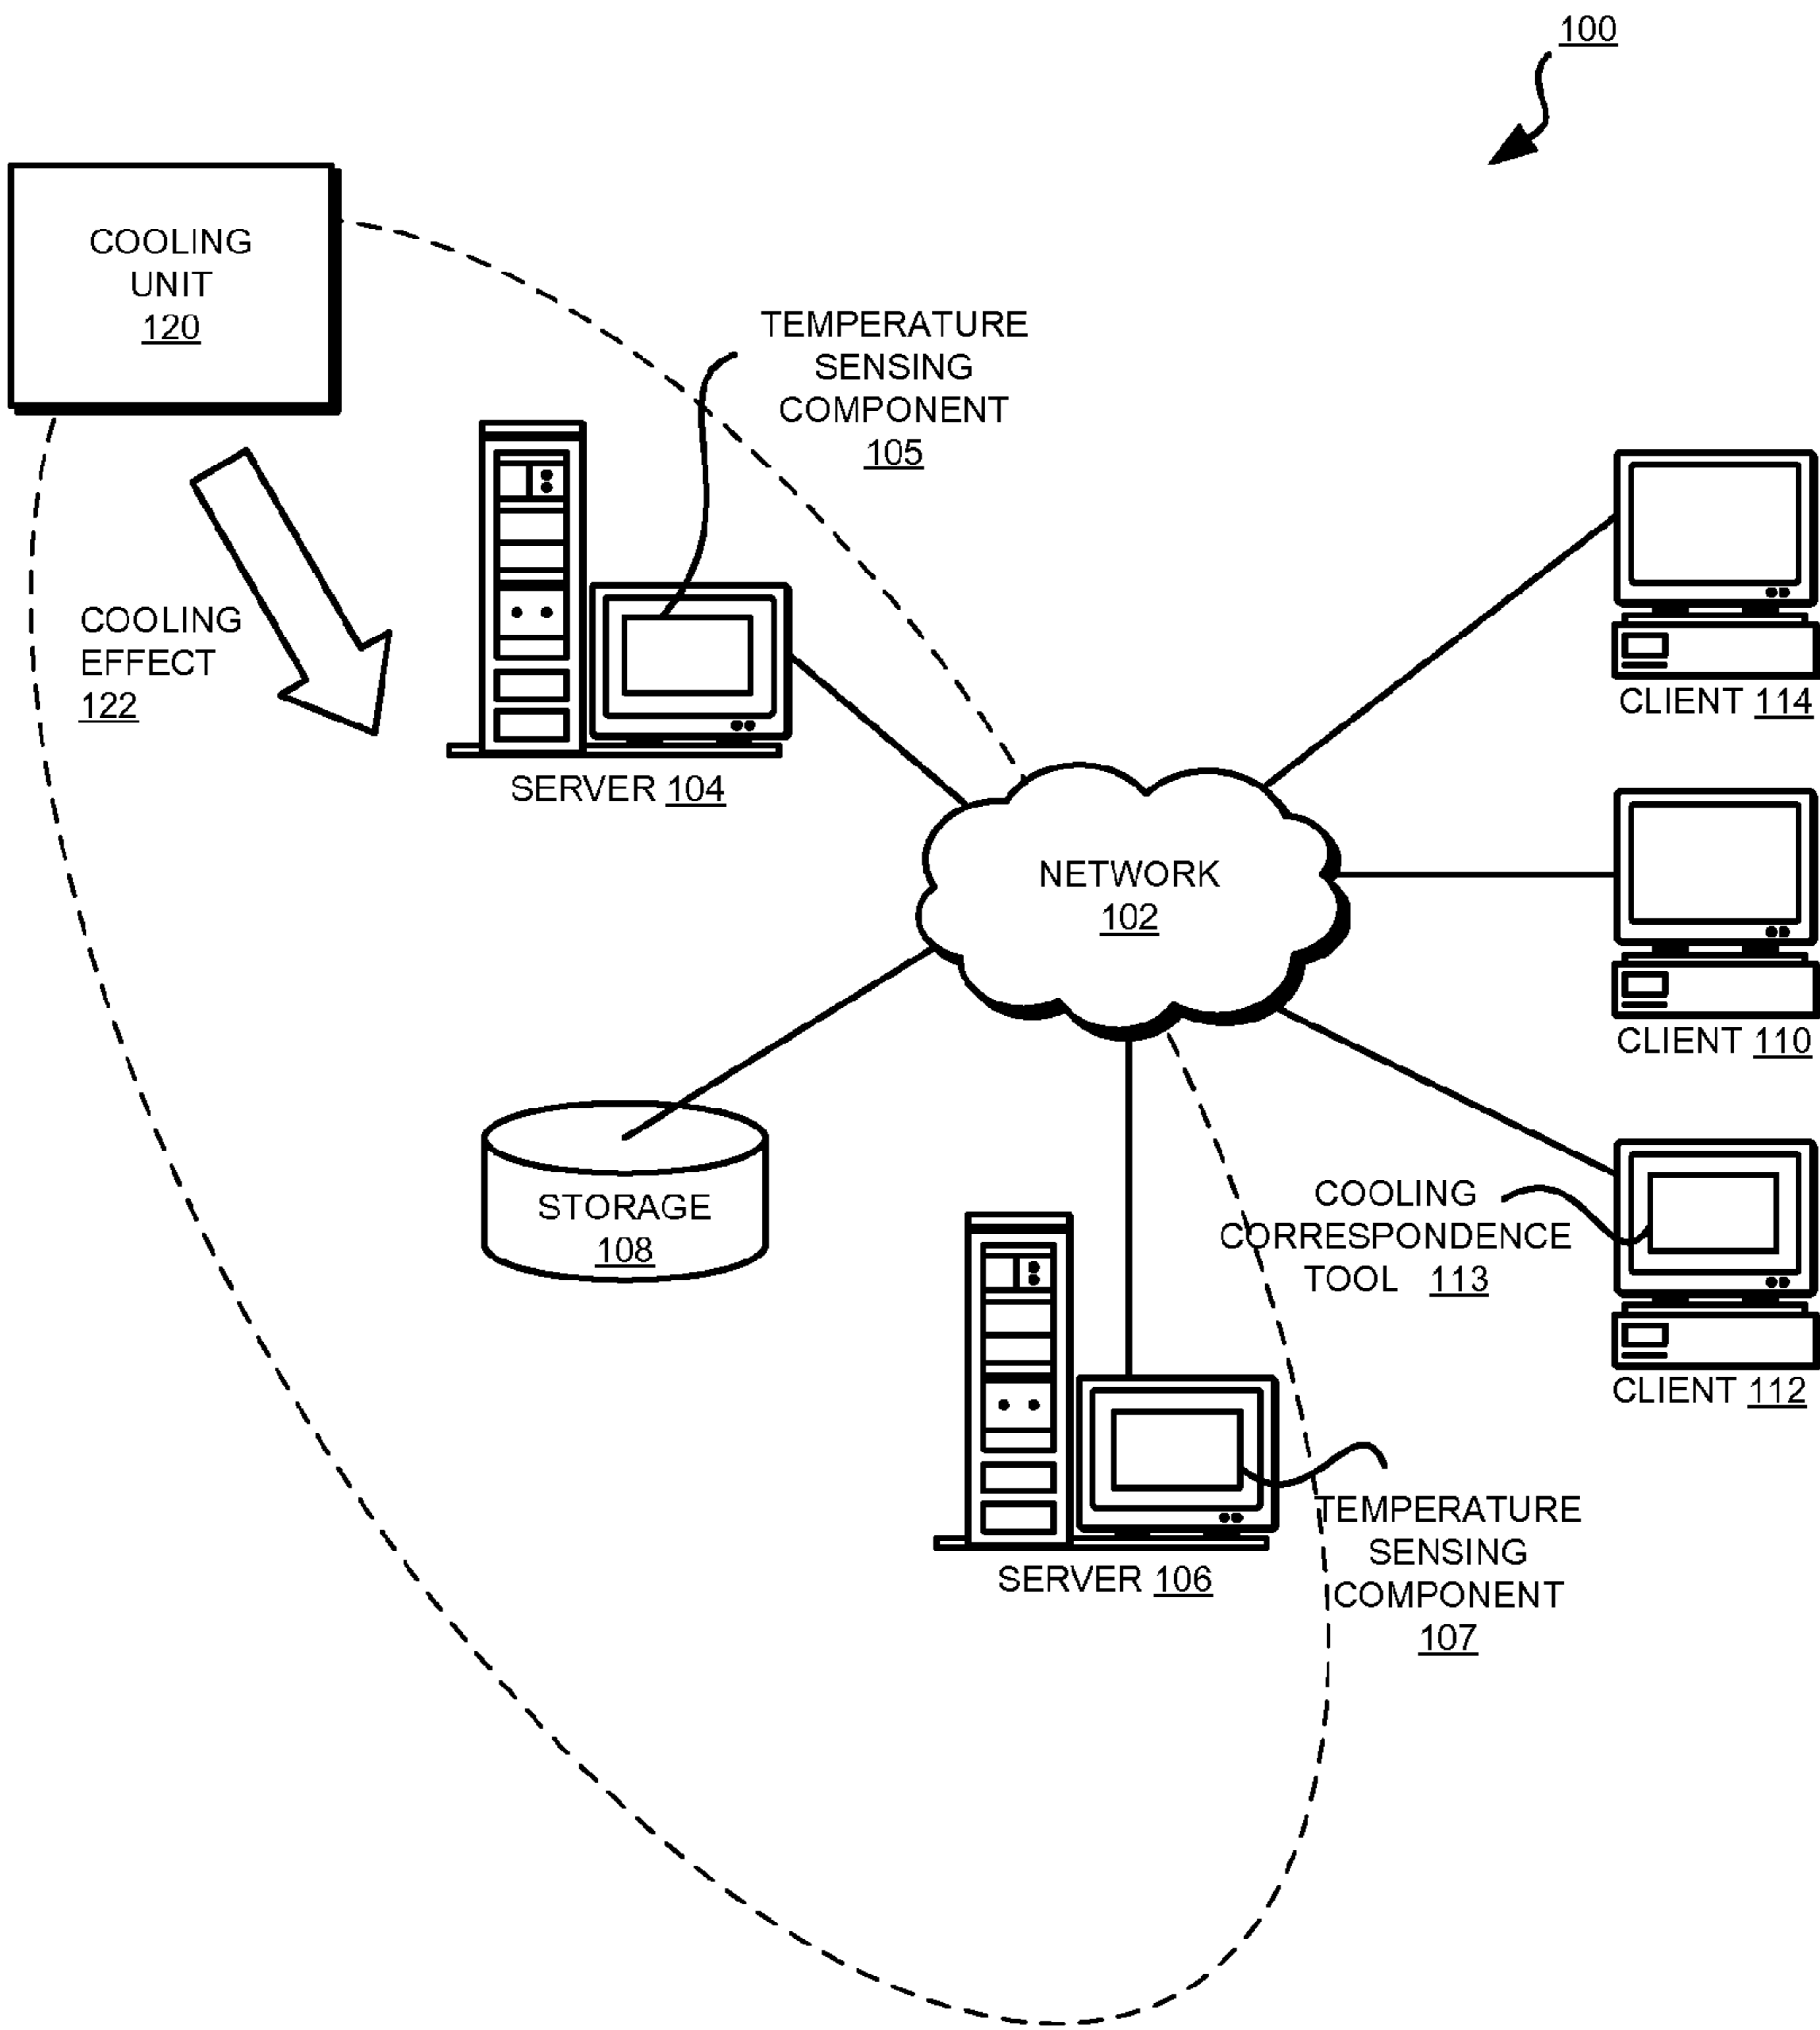 100
COOLING
UNIT
120
TEMPERATURE
SENSING
COMPONENT
105
COOLING
EFFECT
122
SERVER 104
CLIENT 114
NETWORK
102
CLIENT 110
STORAGE
108
COOLING
CORRESPONDENCE
TOOL 113
CLIENT 112
SERVER 106
TEMPERATURE
SENSING
COMPONENT
107